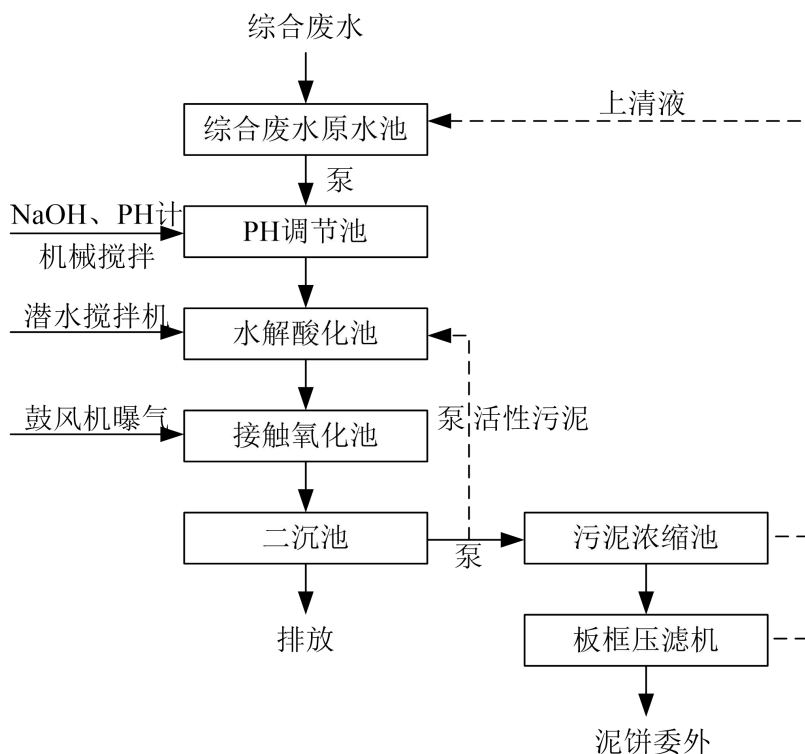 综合废水
上清液
综合废水原水池
泵
NaOH、PH计
机械搅拌
PH调节池
潜水搅拌机
水解酸化池
鼓风机曝气
接触氧化池
泵 活性污泥
二沉池
泵
污泥浓缩池
排放
板框压滤机
泥饼委外